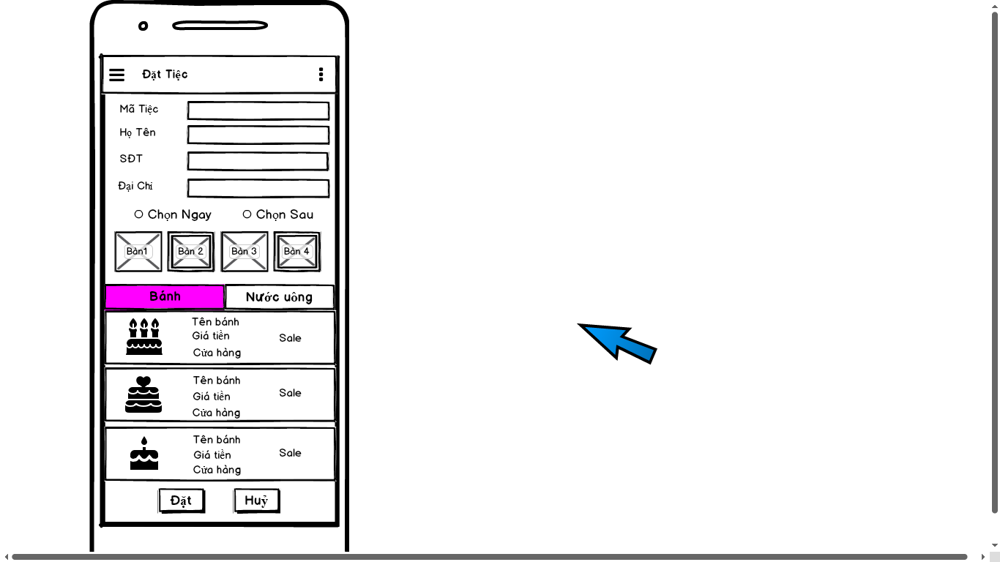 Đặt Tiệc
Mã Tiệc
Họ Tên
SĐT
Đại Chỉ
Chọn Ngay Chọn Sau
Bàn1 Bàn 2 Bàn 3 Bàn 4
Bánh Nước uông
Tên bánh
Giá tiền
Sale
Cửa hàng
Tên bánh
Sale
Giá tiền
Cửa hàng
Tên bánh
Sale
Giá tiền
Cửa hàng
Đặt Huỷ